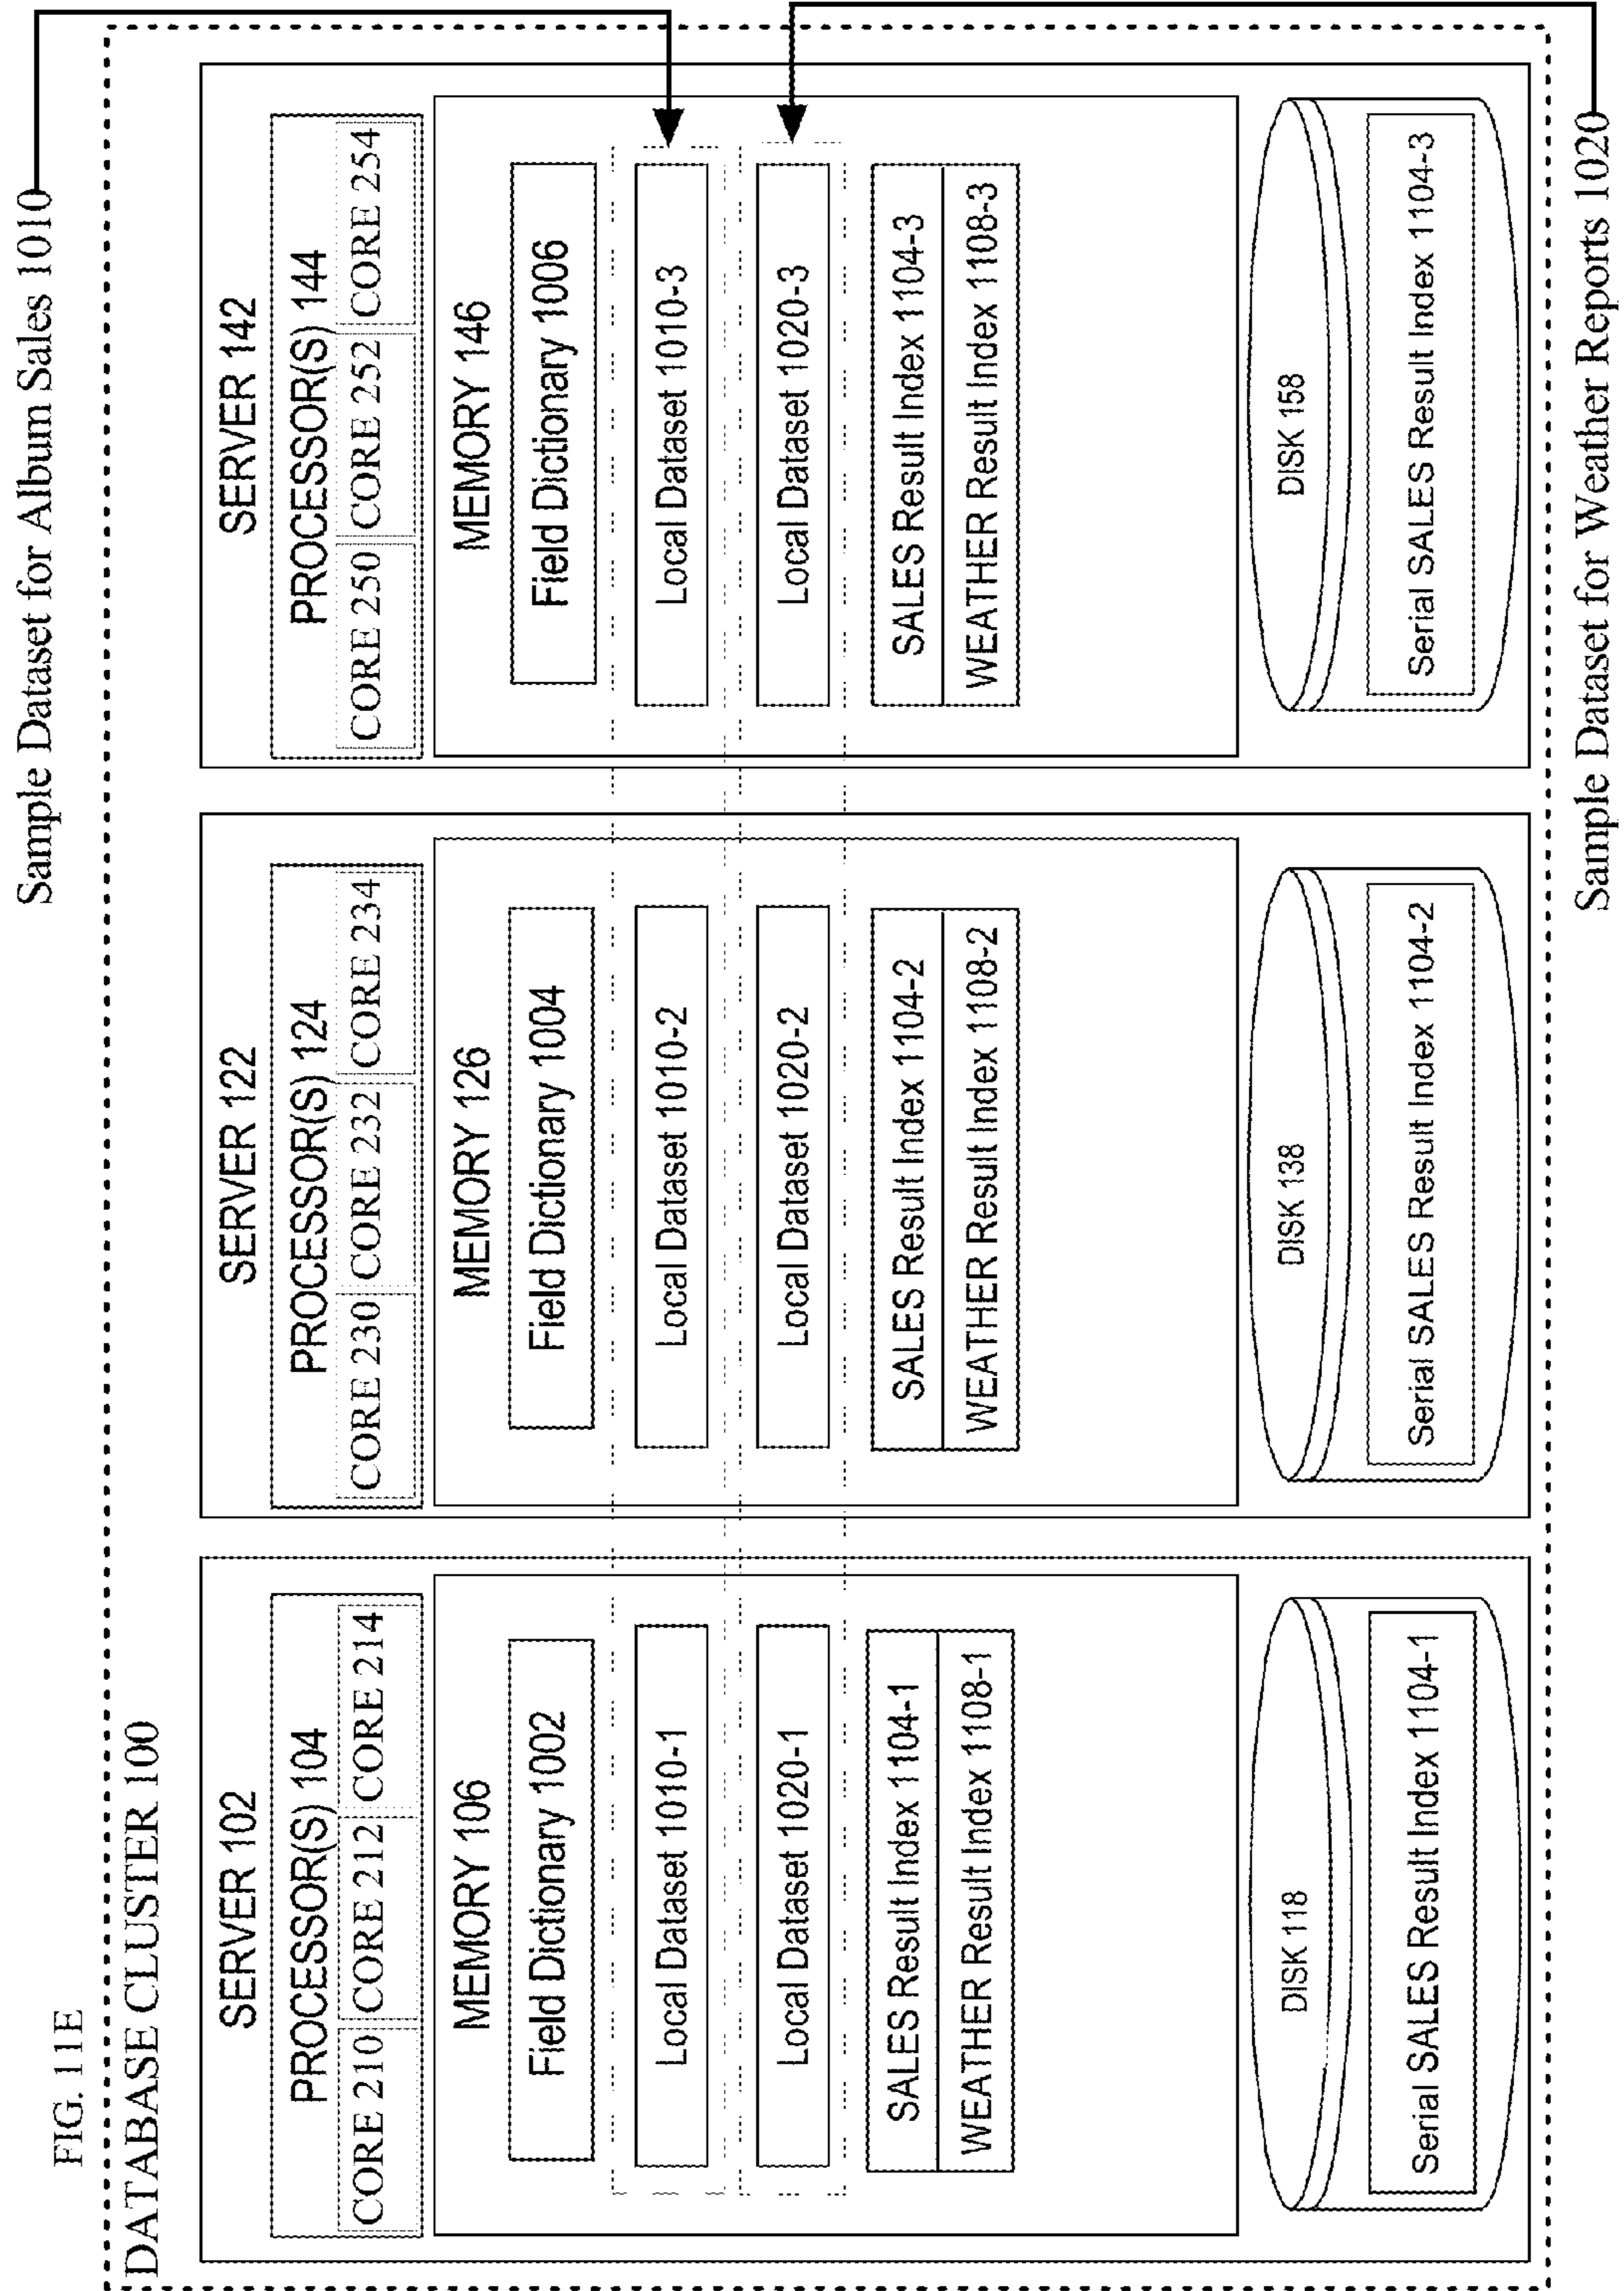 FIG. 11E
Sample Dataset for Album Sales 1010
DATABASE CLUSTER 100
SERVER 102
PROCESSOR(S) 104
CORE 210 CORE 212 CORE 214
MEMORY 106
Field Dictionary 1002
Local Dataset 1010-1
Local Dataset 1020-1
SALES Result Index 1104-1
WEATHER Result Index 1108-1
DISK 118
Serial SALES Result Index 1104-1
SERVER 122
PROCESSOR(S) 124
CORE 230 CORE 232 CORE 234
MEMORY 126
Field Dictionary 1004
Local Dataset 1010-2
Local Dataset 1020-2
SALES Result Index 1104-2
WEATHER Result Index 1108-2
DISK 138
Serial SALES Result Index 1104-2
SERVER 142
PROCESSOR(S) 144
CORE 250 CORE 252 CORE 254
MEMORY 146
Field Dictionary 1006
Local Dataset 1010-3
Local Dataset 1020-3
SALES Result Index 1104-3
WEATHER Result Index 1108-3
DISK 158
Serial SALES Result Index 1104-3
Sample Dataset for Weather Reports 1020